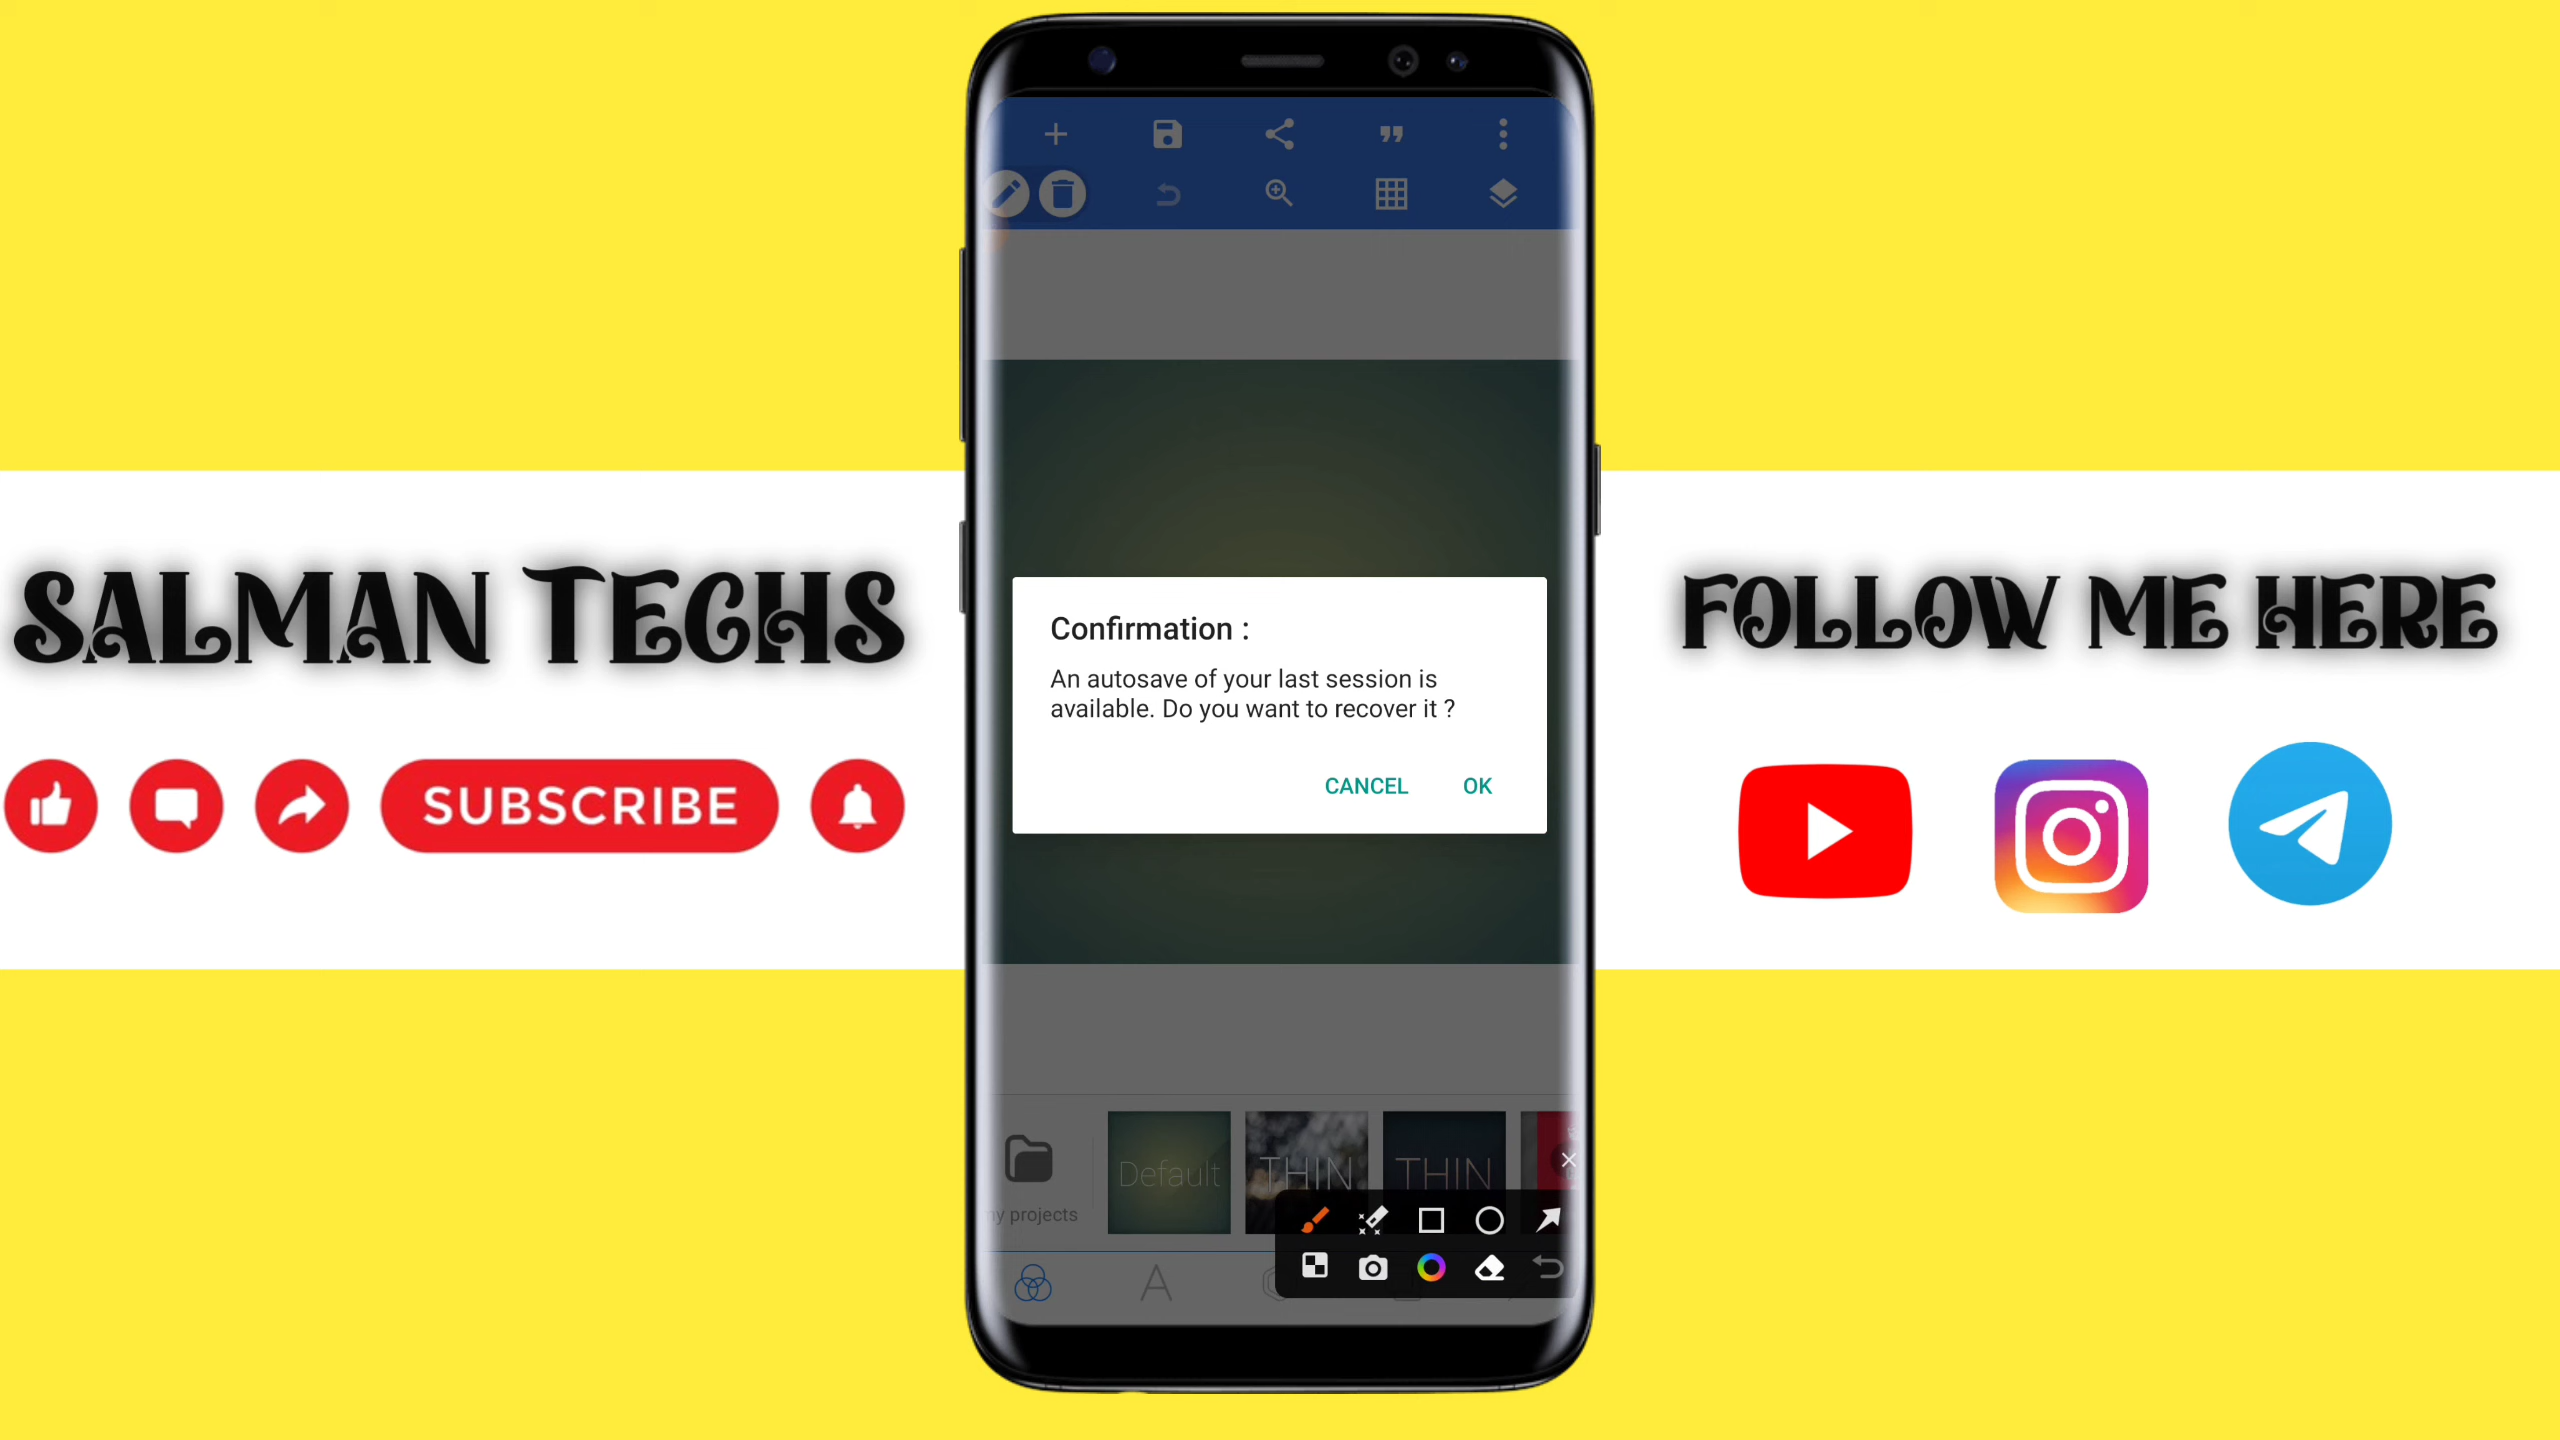 SALMAN TECHS
SUBSCRIBE
Confirmation :
An autosave of your last session is
available. Do you want to recover it ?
CANCEL OK
Default THIN THIN
y projects
FOLLOW ME HERE